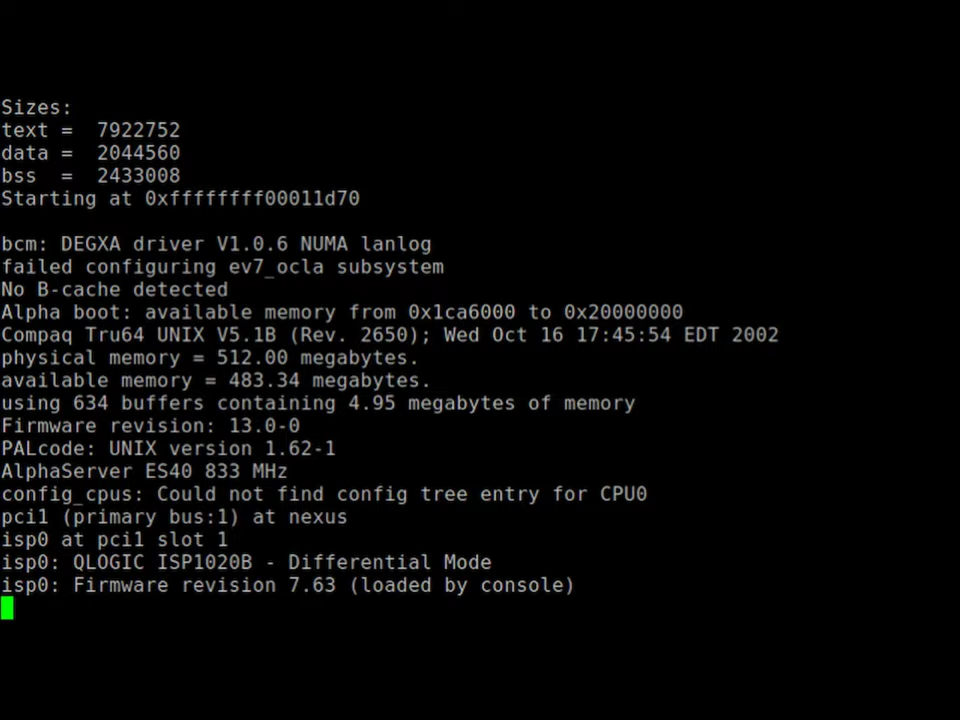 Sizes:
text =  7922752
data =  2044560
bss  =  2433008
Starting at 0xffffffff00011d70
bcm: DEGXA driver V1.0.6 NUMA lanlog
failed configuring ev7_ocla subsystem
No B-cache detected
Alpha boot: available memory from 0x1ca6000 to 0x20000000
Compaq Tru64 UNIX V5.1B (Rev. 2650); Wed Oct 16 17:45:54 EDT 2002
physical memory = 512.00 megabytes.
available memory = 483.34 megabytes.
using 634 buffers containing 4.95 megabytes of memory
Firmware revision: 13.0-0
PALcode: UNIX version 1.62-1
AlphaServer ES40 833 MHz
config_cpus: Could not find config tree entry for CPU0
pci1 (primary bus:1) at nexus
isp0 at pci1 slot 1
isp0: QLOGIC ISP1020B - Differential Mode
isp0: Firmware revision 7.63 (loaded by console)